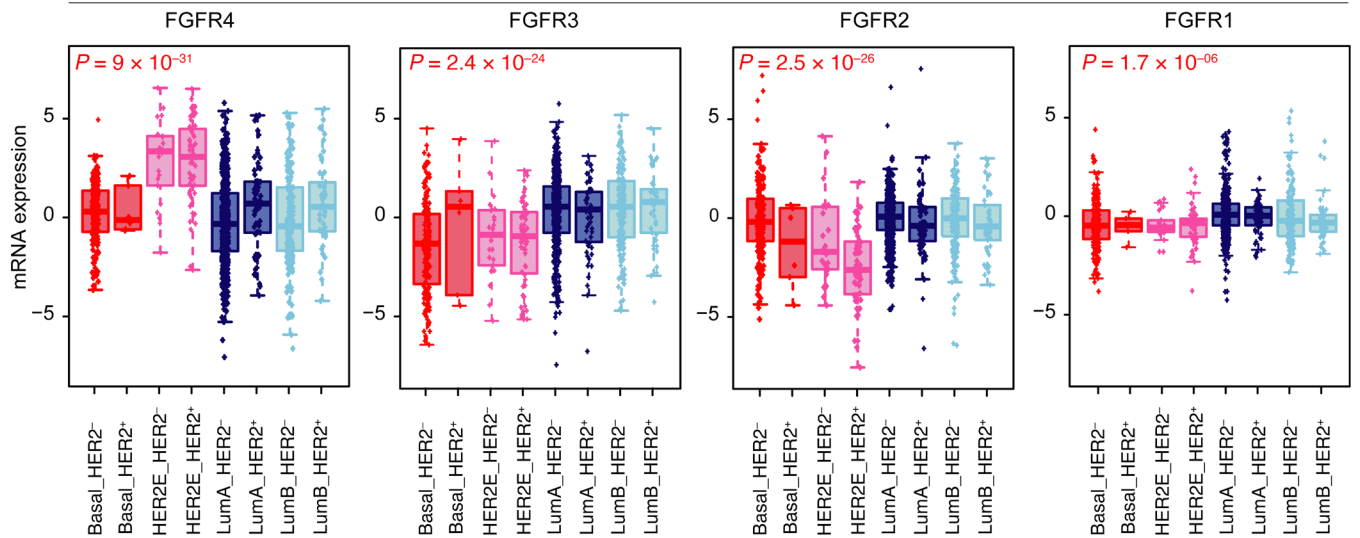 FGFR4
FGFR3
FGFR2
FGFR1
mRNA expression
P = 9 × 10⁻³¹
5
0
−5
Basal_HER2⁻
Basal_HER2⁺
HER2E_HER2⁻
HER2E_HER2⁺
LumA_HER2⁻
LumA_HER2⁺
LumB_HER2⁻
LumB_HER2⁺
P = 2.4 × 10⁻²⁴
5
0
−5
Basal_HER2⁻
Basal_HER2⁺
HER2E_HER2⁻
HER2E_HER2⁺
LumA_HER2⁻
LumA_HER2⁺
LumB_HER2⁻
LumB_HER2⁺
P = 2.5 × 10⁻²⁶
5
0
−5
Basal_HER2⁻
Basal_HER2⁺
HER2E_HER2⁻
HER2E_HER2⁺
LumA_HER2⁻
LumA_HER2⁺
LumB_HER2⁻
LumB_HER2⁺
P = 1.7 × 10⁻⁰⁶
5
0
−5
Basal_HER2⁻
Basal_HER2⁺
HER2E_HER2⁻
HER2E_HER2⁺
LumA_HER2⁻
LumA_HER2⁺
LumB_HER2⁻
LumB_HER2⁺